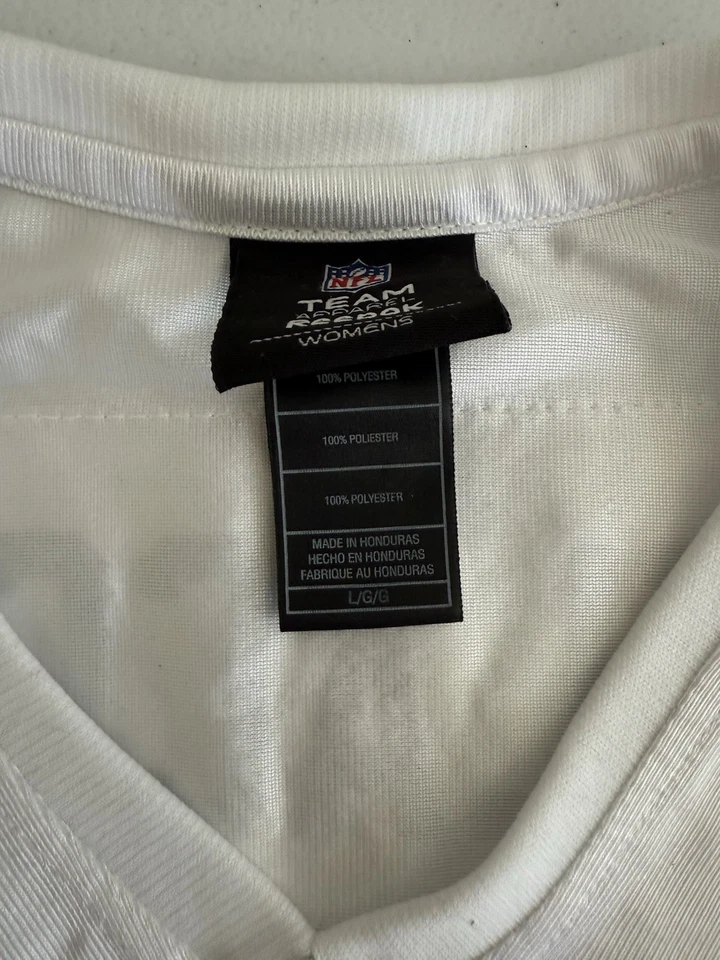 NFL
TEAM
APPAREL
REEBOK
WOMENS
100% POLYESTER
100% POLIESTER
100% POLYESTER
MADE IN HONDURAS
HECHO EN HONDURAS
FABRIQUE AU HONDURAS
L/G/G